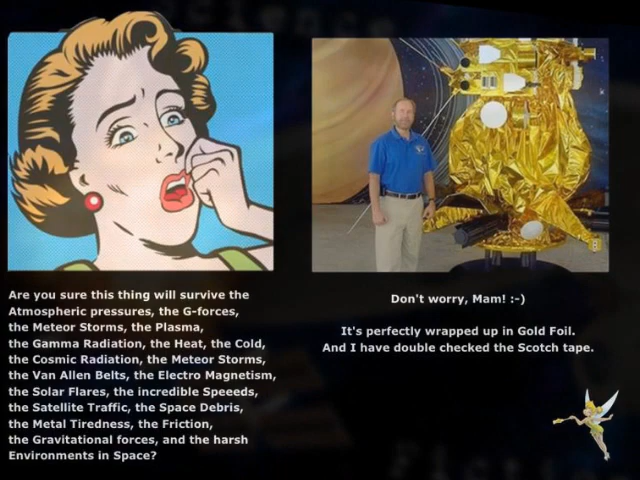 Science
Are you sure this thing will survive the
Atmospheric pressures, the G-forces,
the Meteor Storms, the Plasma,
the Gamma Radiation, the Heat, the Cold,
the Cosmic Radiation, the Meteor Storms,
the Van Allen Belts, the Electro Magnetism,
the Solar Flares, the incredible Speeeds,
the Satellite Traffic, the Space Debris,
the Metal Tiredness, the Friction,
the Gravitational forces, and the harsh
Environments in Space?
Don't worry, Mam! :-)
It's perfectly wrapped up in Gold Foil.
And I have double checked the Scotch tape.